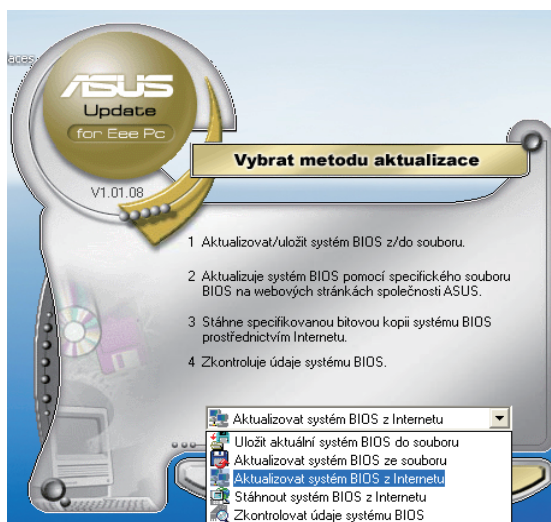 ASUS
Update
for Eee Pc
V1.01.08
Vybrat metodu aktualizace
1 Aktualizovat/uložit systém BIOS z/do souboru.
2 Aktualizuje systém BIOS pomocí specifického souboru
BIOS na webových stránkách společnosti ASUS.
3 Stáhne specifikovanou bitovou kopii systému BIOS
prostřednictvím Internetu.
4 Zkontroluje údaje systému BIOS.
Aktualizovat systém BIOS z Internetu
Uložit aktuální systém BIOS do souboru
Aktualizovat systém BIOS ze souboru
Aktualizovat systém BIOS z Internetu
Stáhnout systém BIOS z Internetu
Zkontrolovat údaje systému BIOS